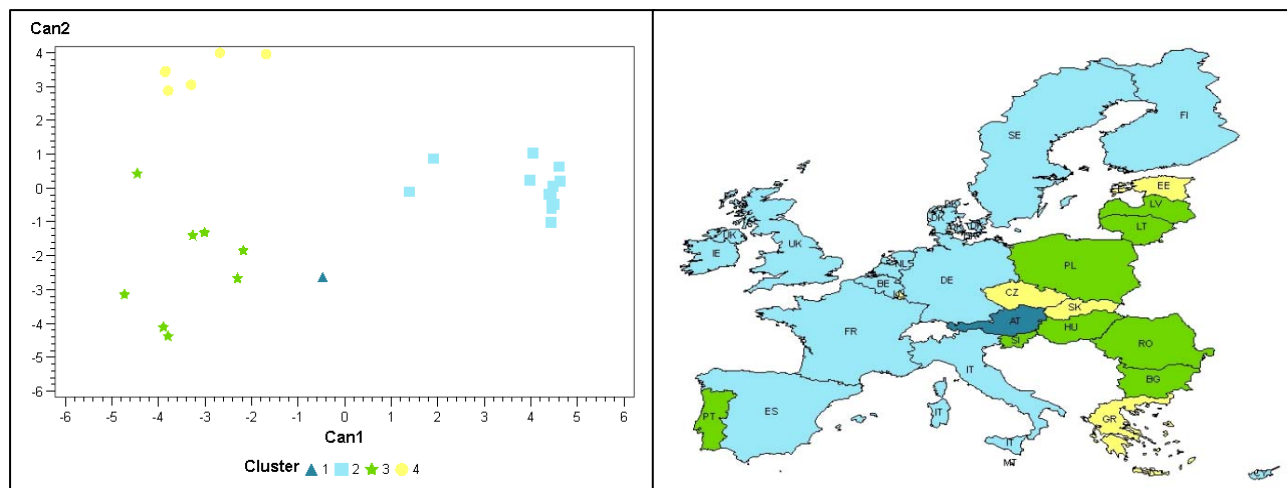 Can2
4
3
2
1
0
-1
-2
-3
-4
-5
-6
-6 -5 -4 -3 -2 -1 0 1 2 3 4 5 6
Can1
Cluster 1 2 3 4
FI
SE
EE
LV
LT
DK
DK
UK
IE
UK
NL
PL
BE
DE
CZ
SK
AT
FR
HU
SI
RO
IT
BG
PT
ES
IT
GR
IT
MT